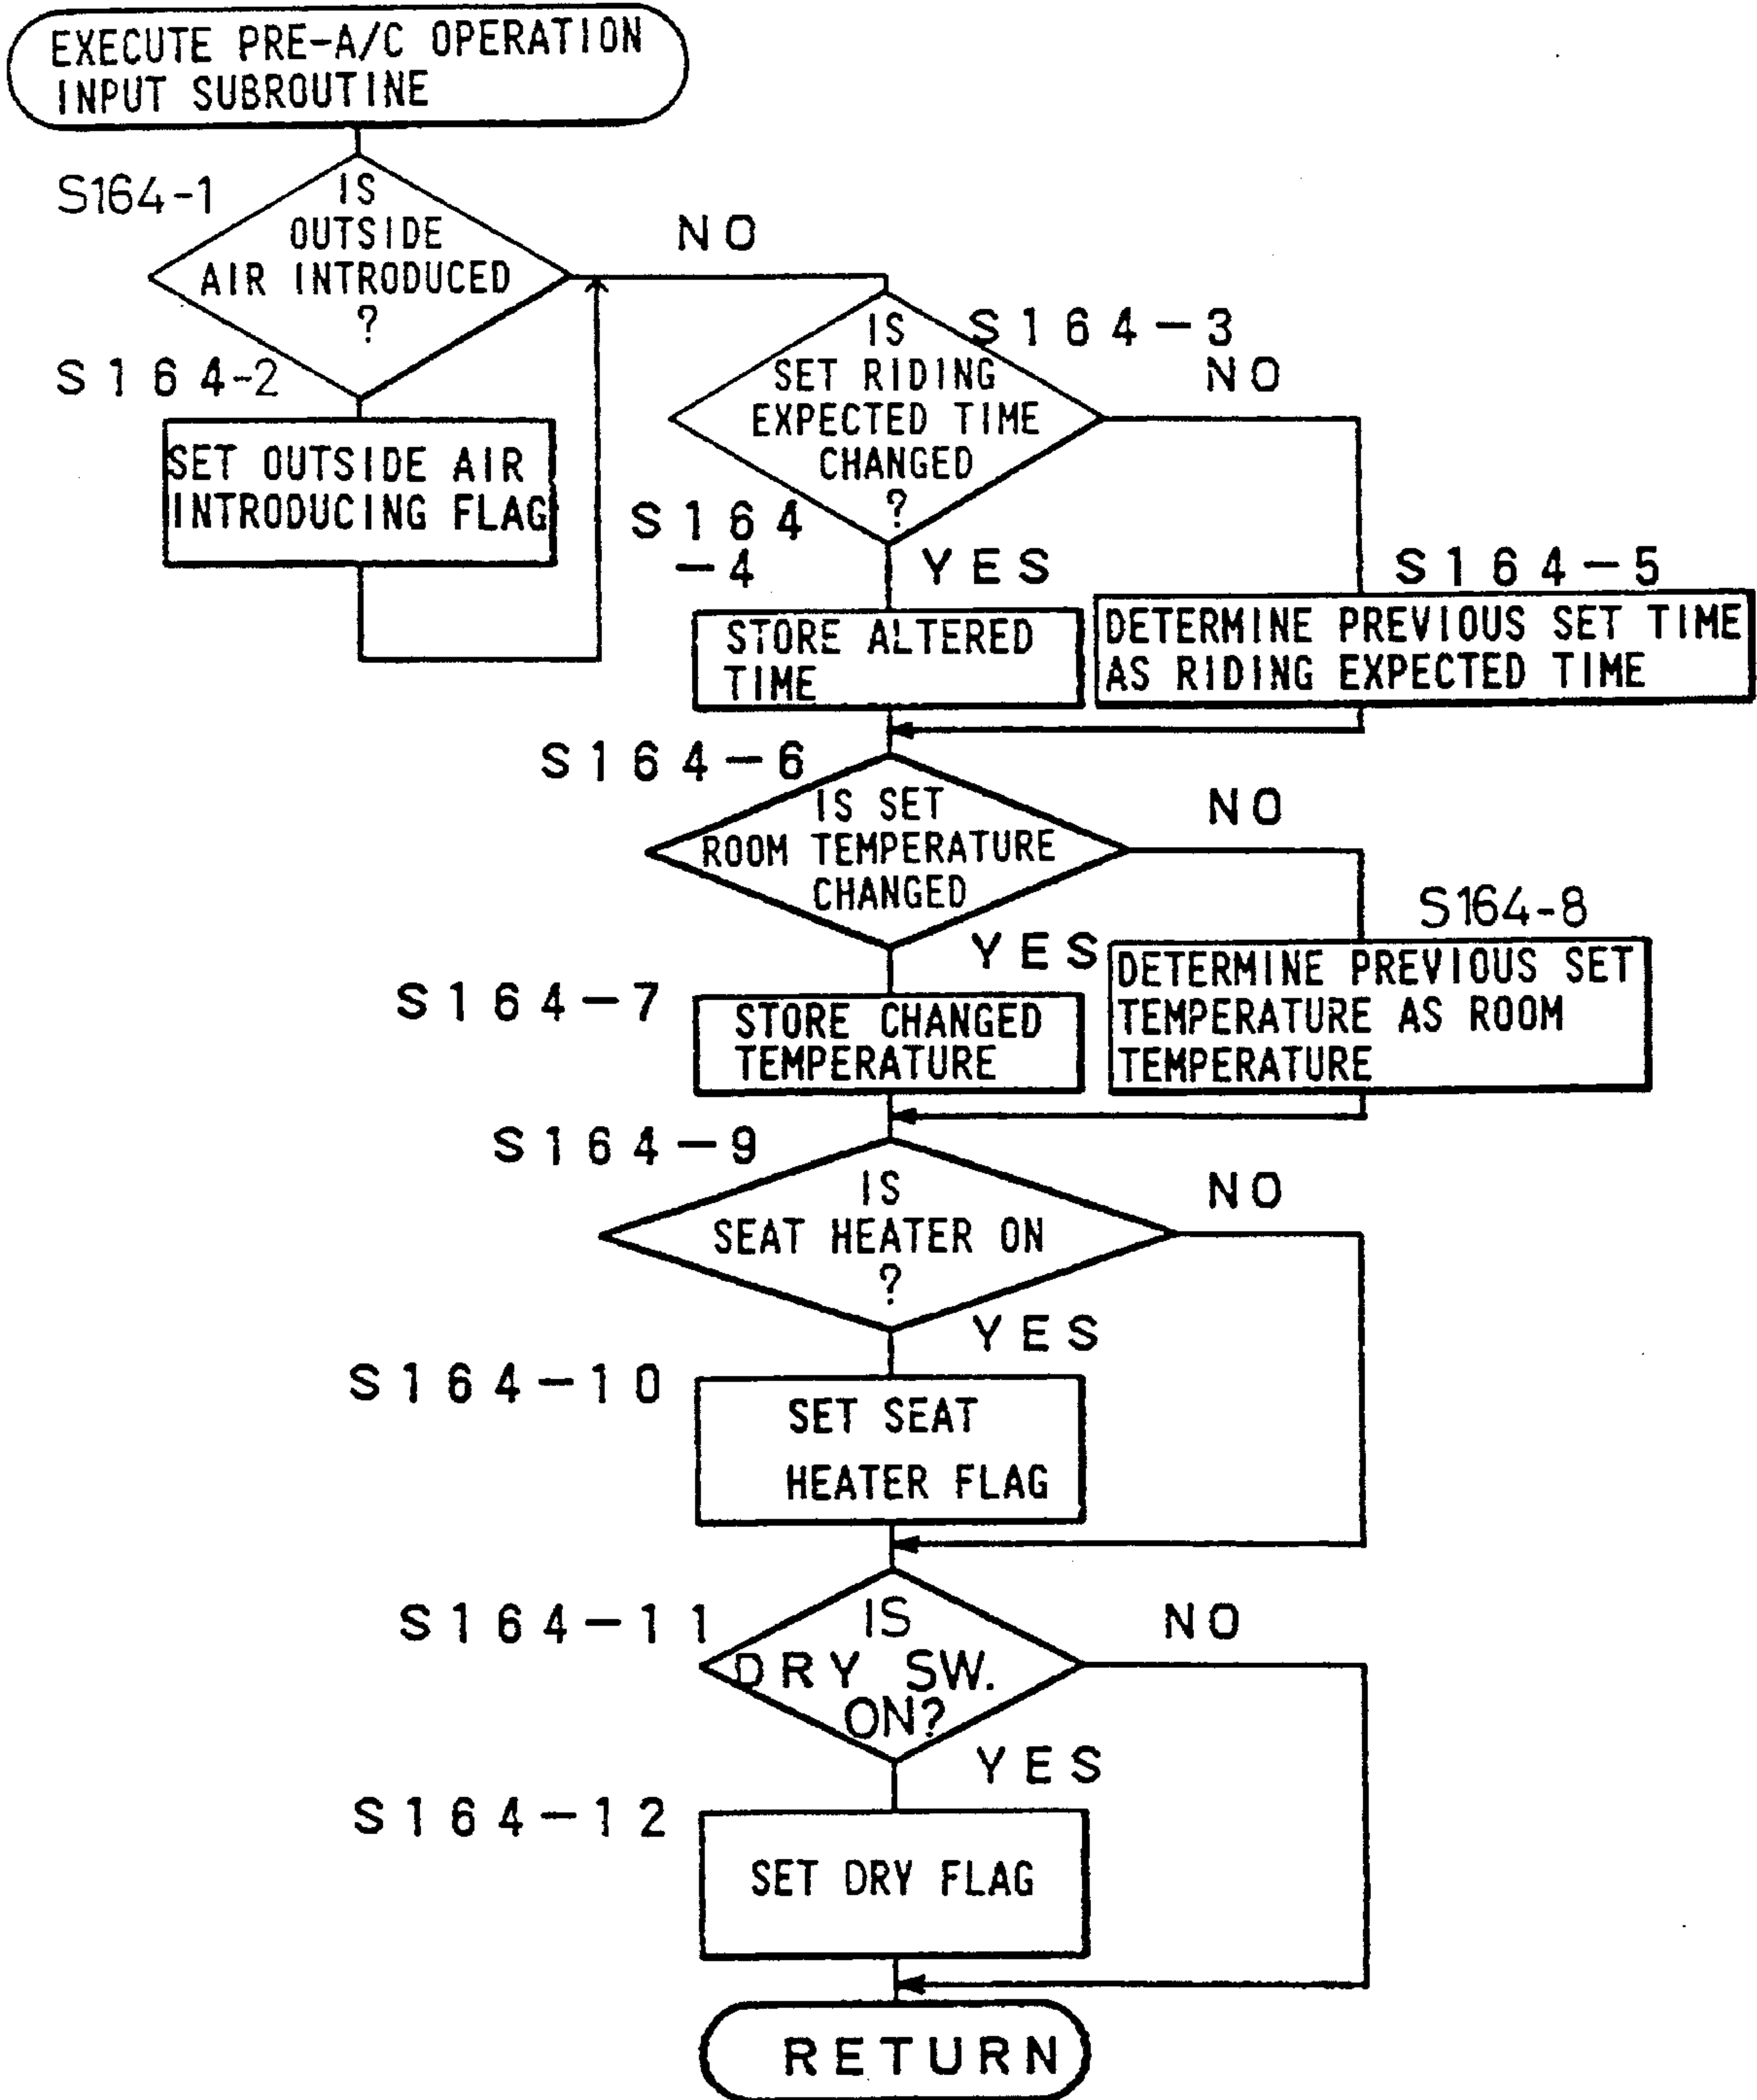 EXECUTE PRE-A/C OPERATION
INPUT SUBROUTINE
S164-1
IS
OUTSIDE
AIR INTRODUCED
?
NO
S164-2
SET OUTSIDE AIR
INTRODUCING FLAG
S164-3
IS
SET RIDING
EXPECTED TIME
CHANGED
?
NO
S164
-4
YES
STORE ALTERED
TIME
S164-5
DETERMINE PREVIOUS SET TIME
AS RIDING EXPECTED TIME
S164-6
IS SET
ROOM TEMPERATURE
CHANGED
NO
YES
S164-7
STORE CHANGED
TEMPERATURE
S164-8
DETERMINE PREVIOUS SET
TEMPERATURE AS ROOM
TEMPERATURE
S164-9
IS
SEAT HEATER ON
?
NO
YES
S164-10
SET SEAT
HEATER FLAG
S164-11
IS
DRY SW.
ON?
NO
YES
S164-12
SET DRY FLAG
RETURN